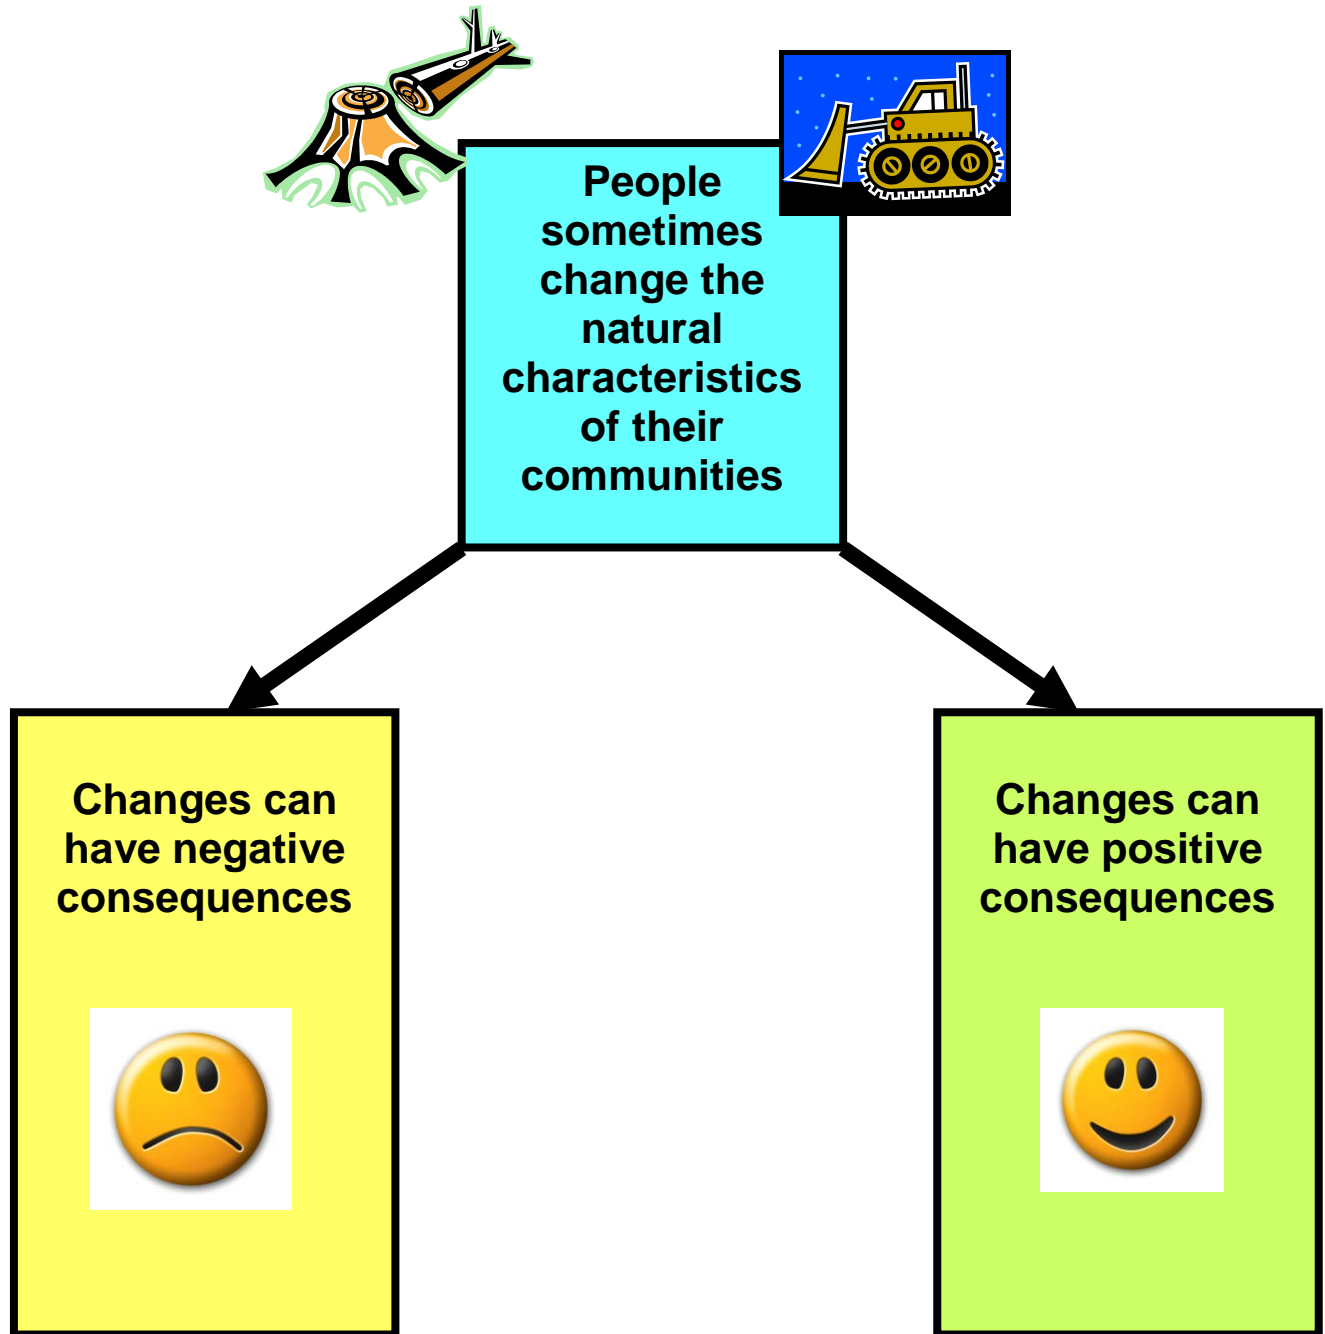 People
sometimes
change the
natural
characteristics
of their
communities
Changes can
have negative
consequences
Changes can
have positive
consequences